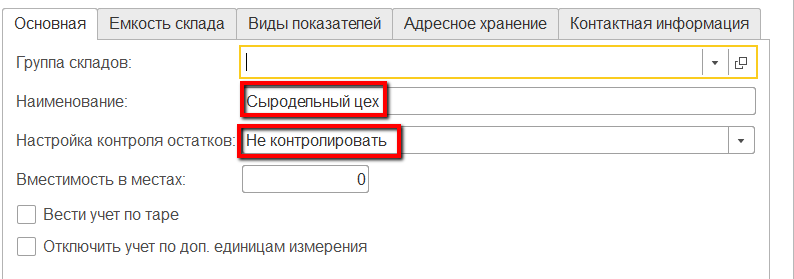 Основная Емкость склада Виды показателей Адресное хранение Контактная информация
Группа складов:
Наименование: Сыродельный цех
Настройка контроля остатков: Не контролировать
Вместимость в местах: 0
Вести учет по таре
Отключить учет по доп. единицам измерения